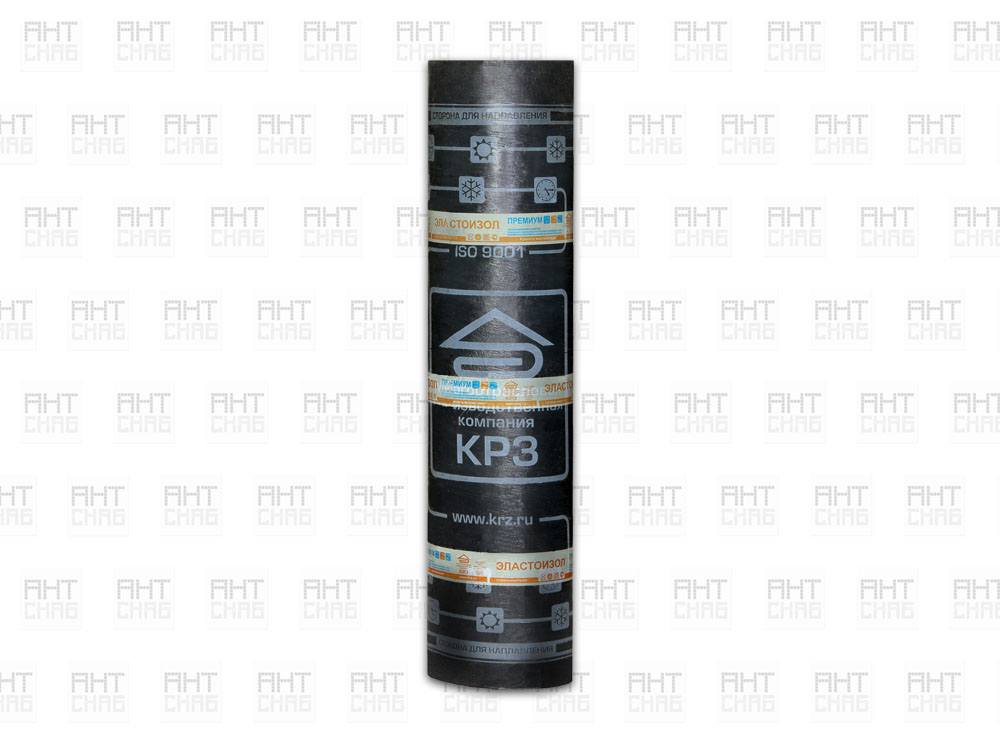 СТОРОНА ДЛЯ НАПЛАВЛЕНИЯ
ЭЛАСТОИЗОЛ ПРЕМИУМ
ISO 9001
ПРЕМИУМ
компания
КРЗ
www.krz.ru
ЭЛАСТОИЗОЛ
СТОРОНА ДЛЯ НАПЛАВЛЕНИЯ
АНТ
СНАБ